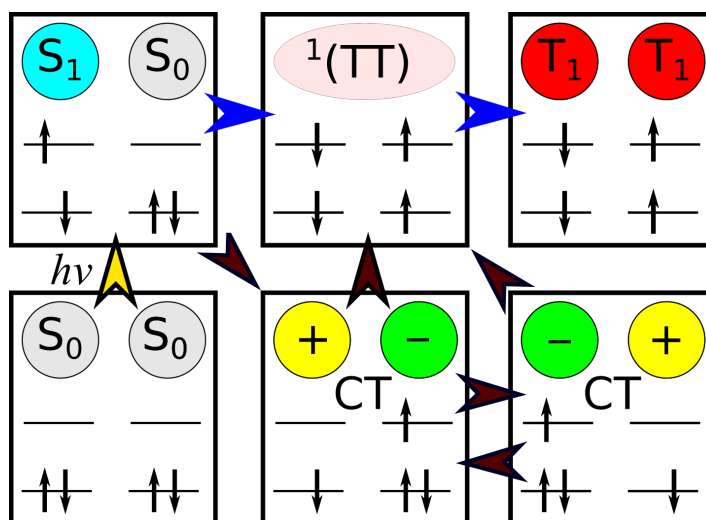 S₁ S₀ ¹(TT) T₁ T₁
hν
S₀ S₀ + − − +
CT CT